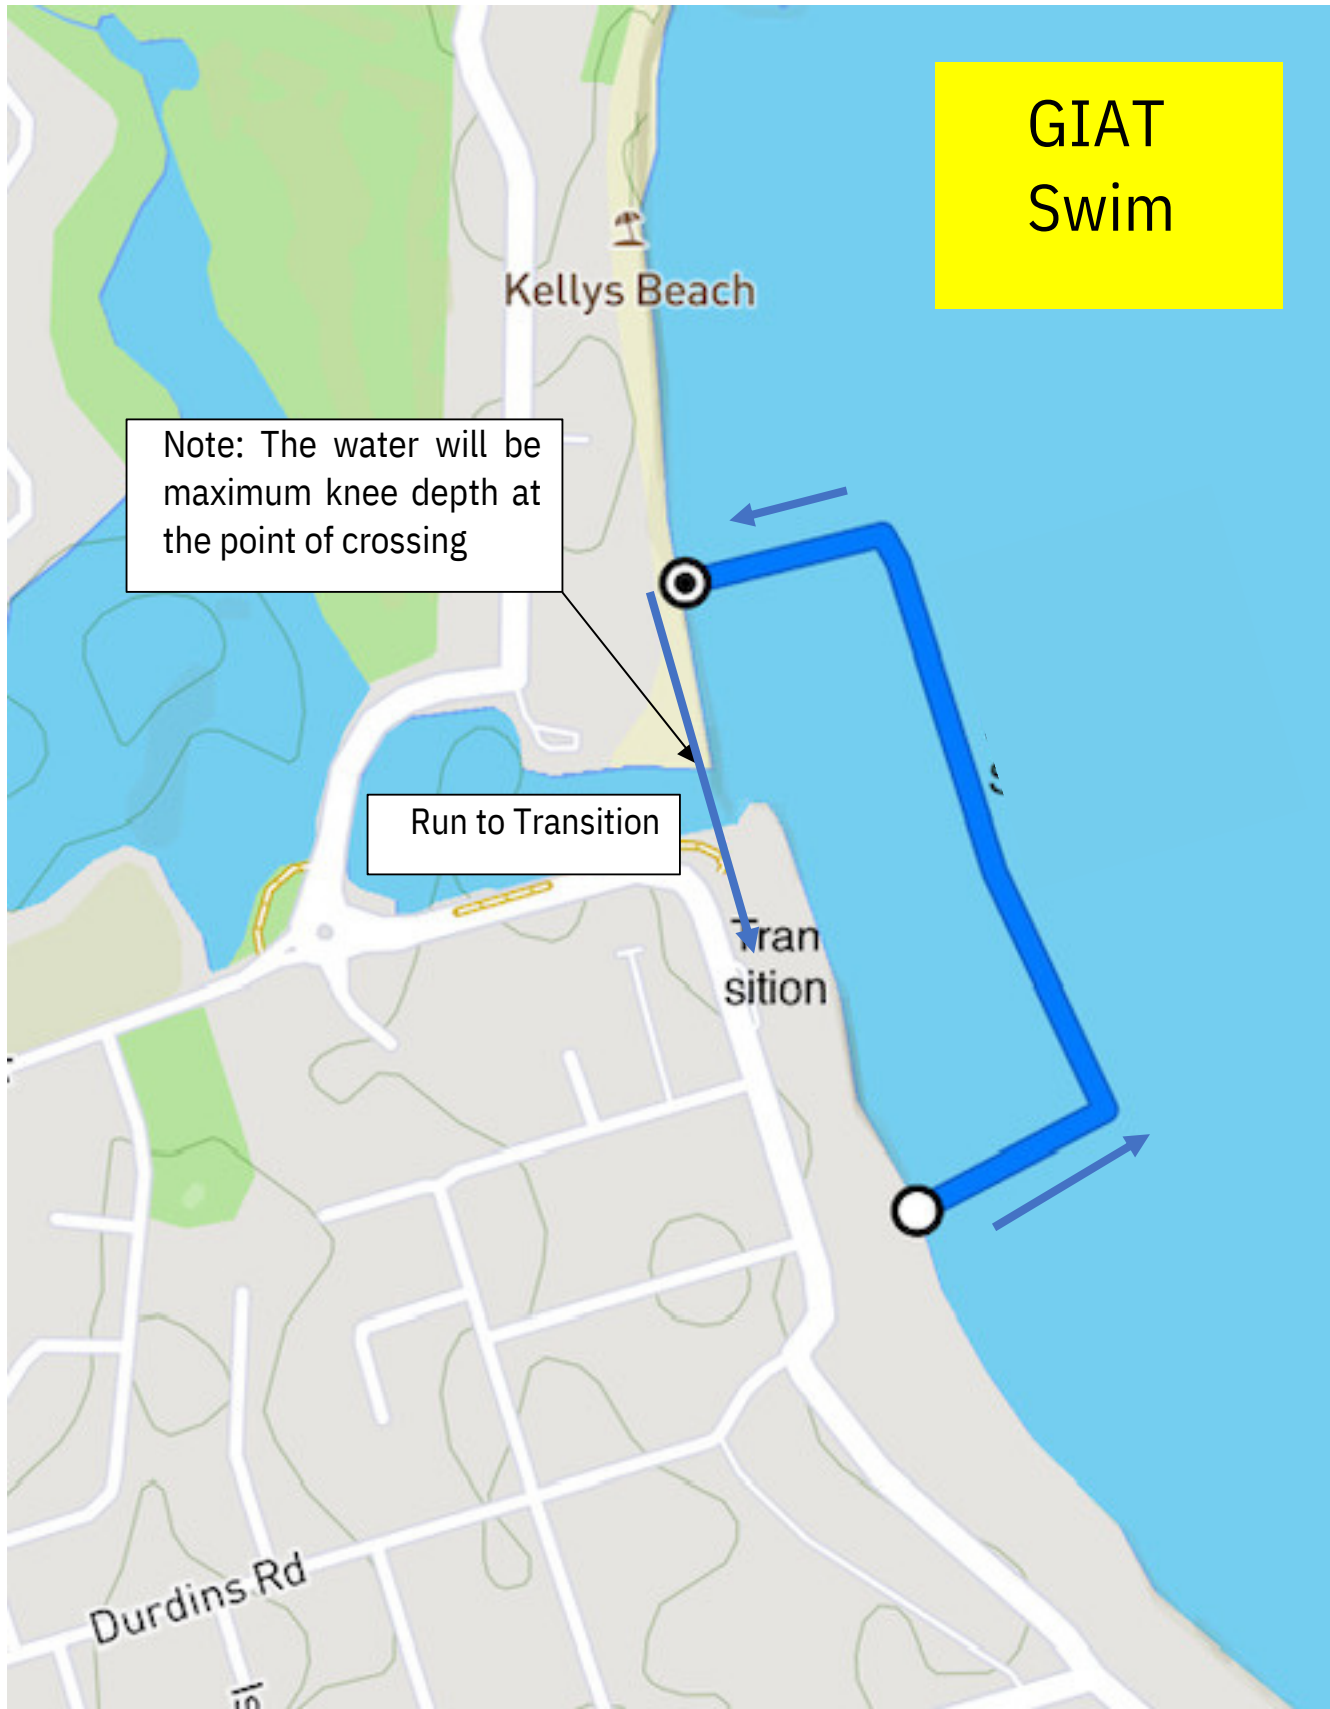 GIAT
Swim
Kellys Beach
Note: The water will be
maximum knee depth at
the point of crossing
Run to Transition
Tran
sition
Durdins Rd